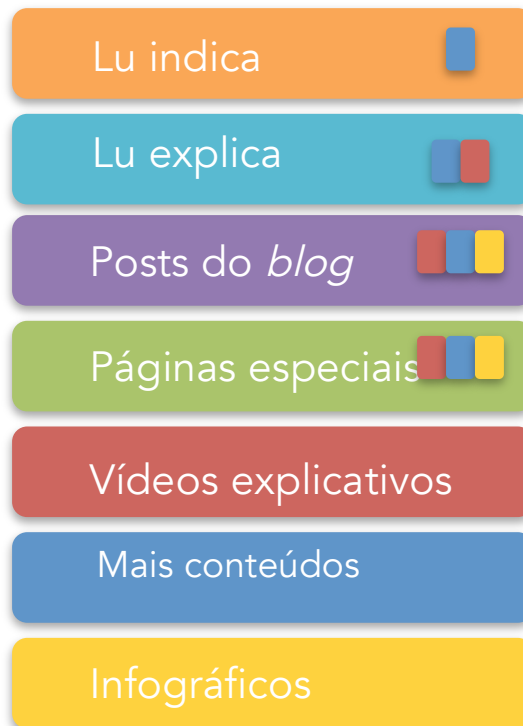 Lu indica
Lu explica
Posts do blog
Páginas especiais
Vídeos explicativos
Mais conteúdos
Infográficos